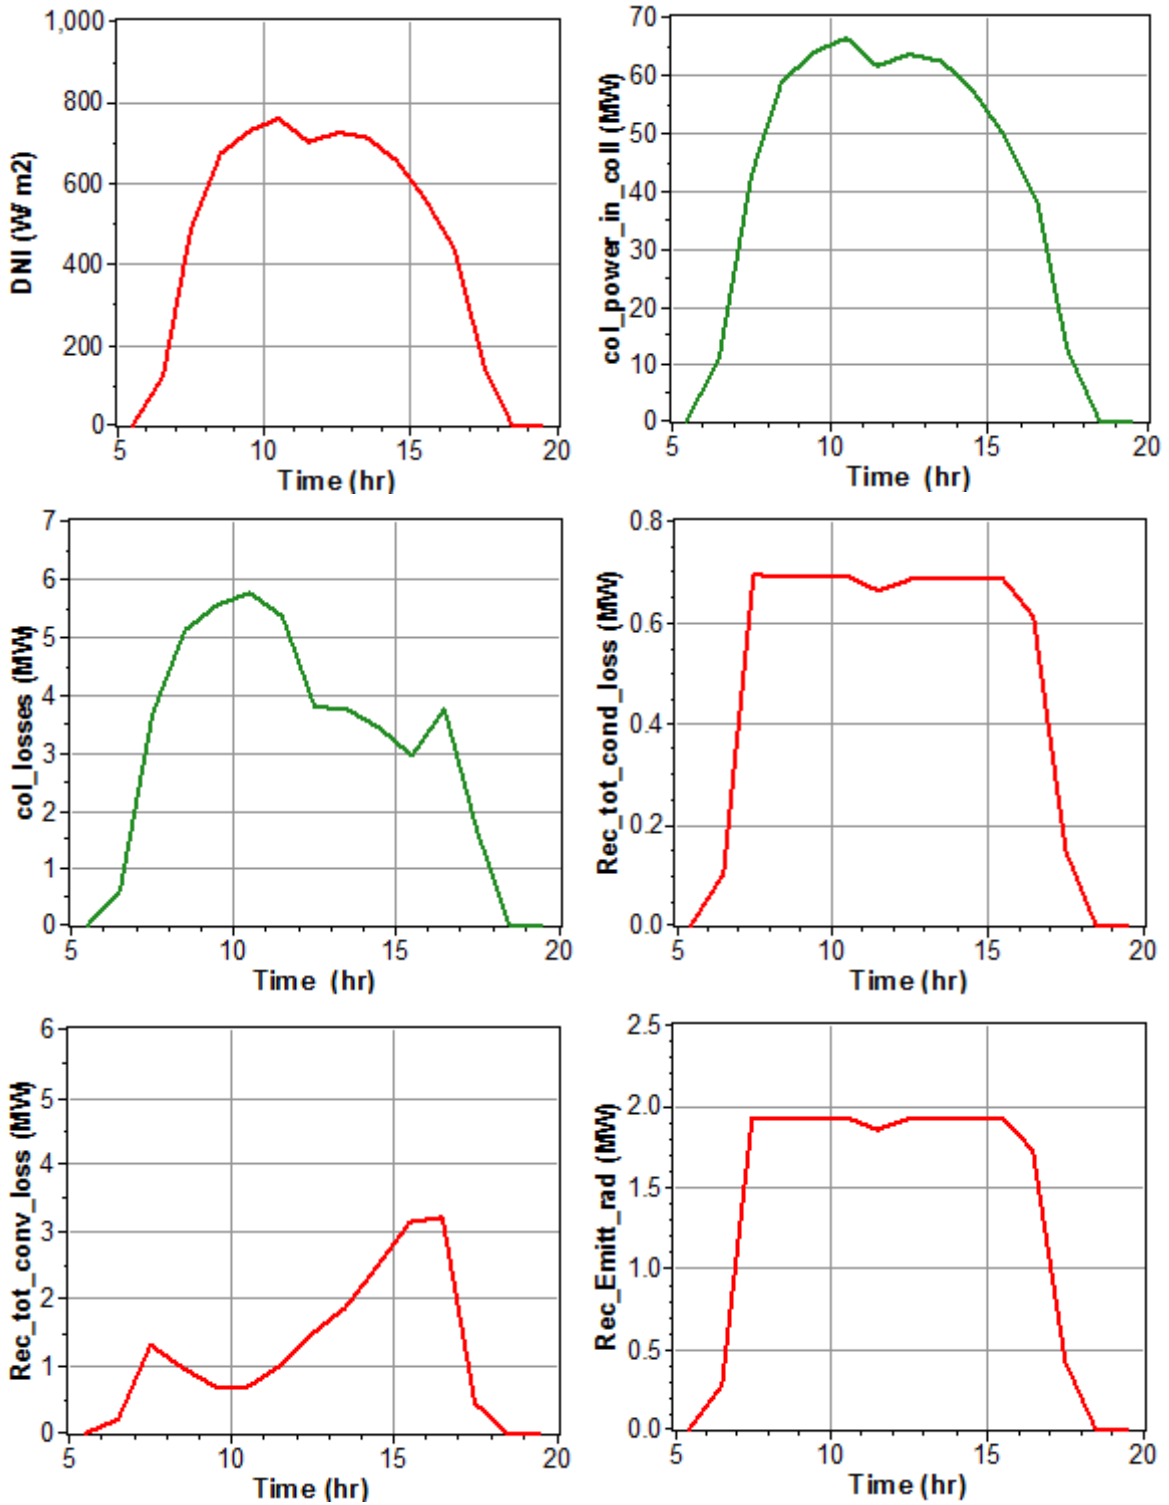 1,000
800
600
400
200
0
DNI (W/m2)
5 10 15 20
Time (hr)
70
60
50
40
30
20
10
0
col_power_in_coll (MW)
5 10 15 20
Time (hr)
7
6
5
4
3
2
1
0
col_losses (MW)
5 10 15 20
Time (hr)
0.8
0.6
0.4
0.2
0.0
Rec_tot_cond_loss (MW)
5 10 15 20
Time (hr)
6
5
4
3
2
1
0
Rec_tot_conv_loss (MW)
5 10 15 20
Time (hr)
2.5
2.0
1.5
1.0
0.5
0.0
Rec_Emitt_rad (MW)
5 10 15 20
Time (hr)